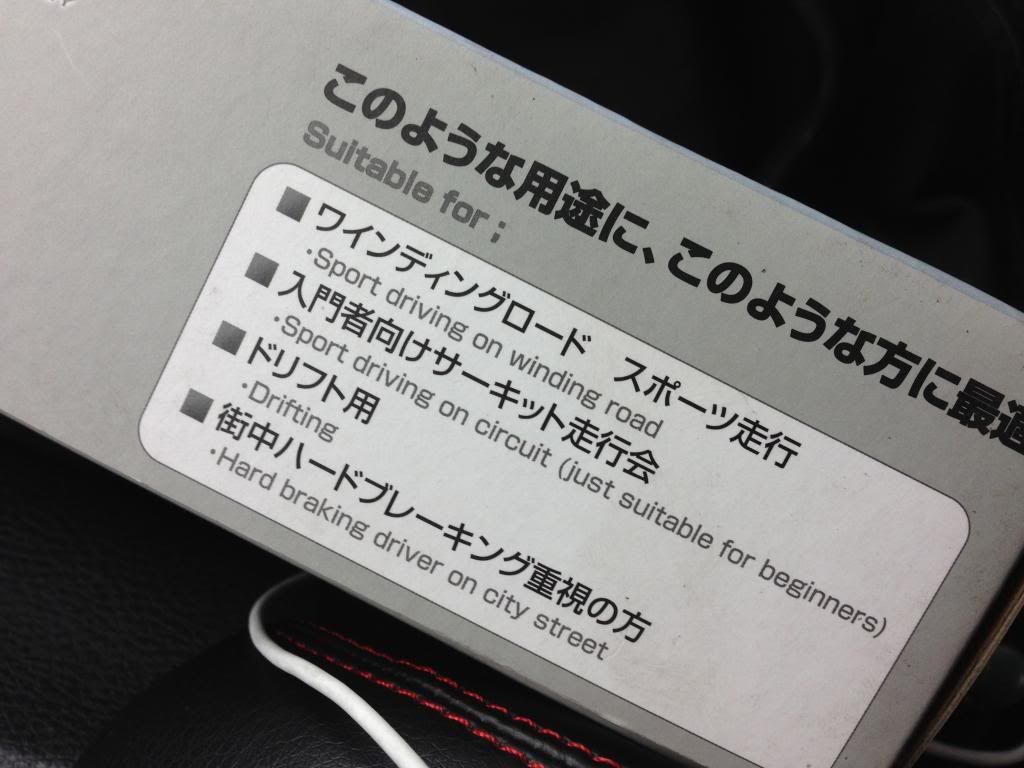 このような用途に、このような方に最適
Suitable for ;
■ワインディングロード スポーツ走行
・Sport driving on winding road
■入門者向けサーキット走行会
・Sport driving on circuit (just suitable for beginners)
■ドリフト用
・Drifting
■街中ハードブレーキング重視の方
・Hard braking driver on city street